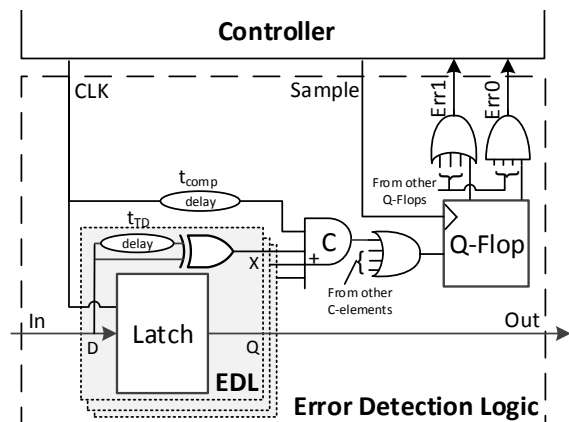 Controller
CLK
Sample
Err1
Err0
t_comp
delay
From other
Q-Flops
t_TD
delay
C
+
X
Q-Flop
From other
C-elements
In
D
Latch
Q
Out
EDL
Error Detection Logic